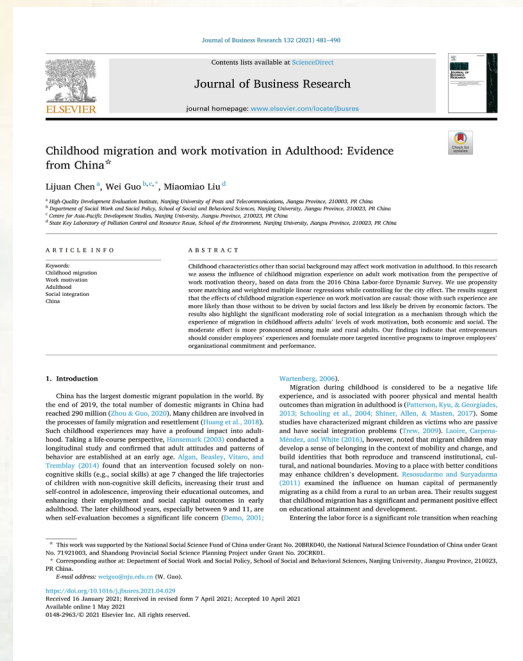 Journal of Business Research 132 (2021) 481–490
Contents lists available at ScienceDirect
Journal of Business Research
journal homepage: www.elsevier.com/locate/jbusres
ELSEVIER
JOURNAL OF
BUSINESS
RESEARCH
Check for
updates
Childhood migration and work motivation in Adulthood: Evidence
from China☆
Lijuan Chen a, Wei Guo b,c,*, Miaomiao Liu d
a High-Quality Development Evaluation Institute, Nanjing University of Posts and Telecommunications, Jiangsu Province, 210003, PR China
b Department of Social Work and Social Policy, School of Social and Behavioral Sciences, Nanjing University, Jiangsu Province, 210023, PR China
c Centre for Asia-Pacific Development Studies, Nanjing University, Jiangsu Province, 210023, PR China
d State Key Laboratory of Pollution Control and Resource Reuse, School of the Environment, Nanjing University, Jiangsu Province, 210023, PR China
ARTICLE INFO
Keywords:
Childhood migration
Work motivation
Adulthood
Social integration
China
ABSTRACT
Childhood characteristics other than social background may affect work motivation in adulthood. In this research
we assess the influence of childhood migration experience on adult work motivation from the perspective of
work motivation theory, based on data from the 2016 China Labor-force Dynamic Survey. We use propensity
score matching and weighted multiple linear regressions while controlling for the city effect. The results suggest
that the effects of childhood migration experience on work motivation are causal: those with such experience are
more likely than those without to be driven by social factors and less likely be driven by economic factors. The
results also highlight the significant moderating role of social integration as a mechanism through which the
experience of migration in childhood affects adults' levels of work motivation, both economic and social. The
moderate effect is more pronounced among male and rural adults. Our findings indicate that entrepreneurs
should consider employees' experiences and formulate more targeted incentive programs to improve employees'
organizational commitment and performance.
1. Introduction
China has the largest domestic migrant population in the world. By
the end of 2019, the total number of domestic migrants in China had
reached 290 million (Zhou & Guo, 2020). Many children are involved in
the processes of family migration and resettlement (Huang et al., 2018).
Such childhood experiences may have a profound impact into adult-
hood. Taking a life-course perspective, Hansemark (2003) conducted a
longitudinal study and confirmed that adult attitudes and patterns of
behavior are established at an early age. Algan, Beasley, Vitaro, and
Tremblay (2014) found that an intervention focused solely on non-
cognitive skills (e.g., social skills) at age 7 changed the life trajectories
of children with non-cognitive skill deficits, increasing their trust and
self-control in adolescence, improving their educational outcomes, and
enhancing their employment and social capital outcomes in early
adulthood. The later childhood years, especially between 9 and 11, are
when self-evaluation becomes a significant life concern (Demo, 2001;
Wartenberg, 2006).
Migration during childhood is considered to be a negative life
experience, and is associated with poorer physical and mental health
outcomes than migration in adulthood is (Patterson, Kyu, & Georgiades,
2013; Schooling et al., 2004; Shiner, Allen, & Masten, 2017). Some
studies have characterized migrant children as victims who are passive
and have social integration problems (Trew, 2009). Lasier, Carpena-
Méndez, and White (2016), however, noted that migrant children may
develop a sense of belonging in the context of mobility and change, and
build identities that both reproduce and transcend institutional, cul-
tural, and national boundaries. Moving to a place with better conditions
may enhance children's development. Resosudarmo and Suryadarma
(2011) examined the influence on human capital of permanently
migrating as a child from a rural to an urban area. Their results suggest
that childhood migration has a significant and permanent positive effect
on educational attainment and development.
Entering the labor force is a significant role transition when reaching
☆ This work was supported by the National Social Science Fund of China under Grant No. 20BRK040, the National Natural Science Foundation of China under Grant
No. 71921003, and Shandong Provincial Social Science Planning Project under Grant No. 20CRK01.
* Corresponding author at: Department of Social Work and Social Policy, School of Social and Behavioral Sciences, Nanjing University, Jiangsu Province, 210023,
PR China.
E-mail address: weiguo@nju.edu.cn (W. Guo).
https://doi.org/10.1016/j.jbusres.2021.04.029
Received 16 January 2021; Received in revised form 7 April 2021; Accepted 10 April 2021
Available online 1 May 2021
0148-2963/© 2021 Elsevier Inc. All rights reserved.